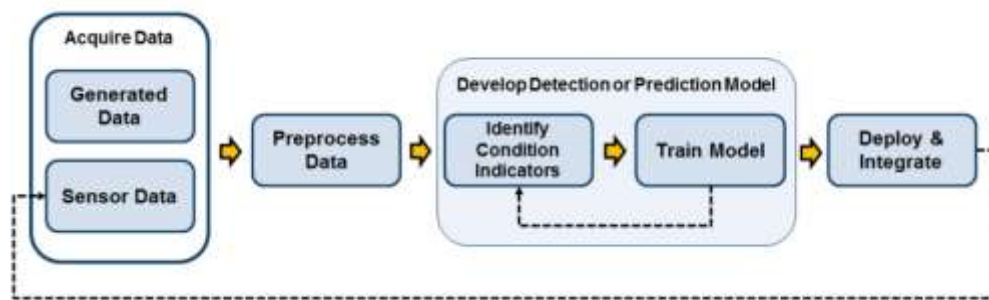 Acquire Data
Generated
Data
Sensor Data
Preprocess
Data
Develop Detection or Prediction Model
Identify
Condition
Indicators
Train Model
Deploy &
Integrate